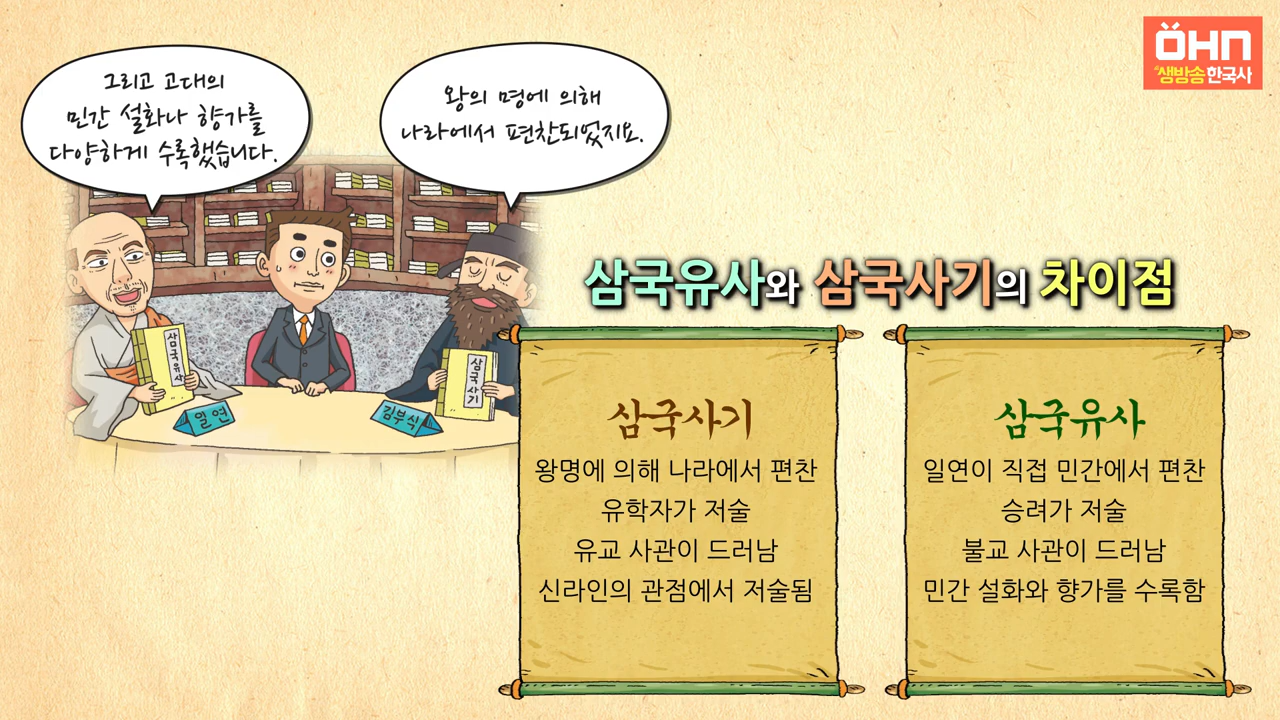 그리고 고대의
민간 설화나 향가를
다양하게 수록했습니다.
왕의 명에 의해
나라에서 편찬되었지요.
ÖHN
생방송한국사
삼국유사
일연
김부식
삼국사기
삼국유사와 삼국사기의 차이점
삼국사기
왕명에 의해 나라에서 편찬
유학자가 저술
유교 사관이 드러남
신라인의 관점에서 저술됨
삼국유사
일연이 직접 민간에서 편찬
승려가 저술
불교 사관이 드러남
민간 설화와 향가를 수록함